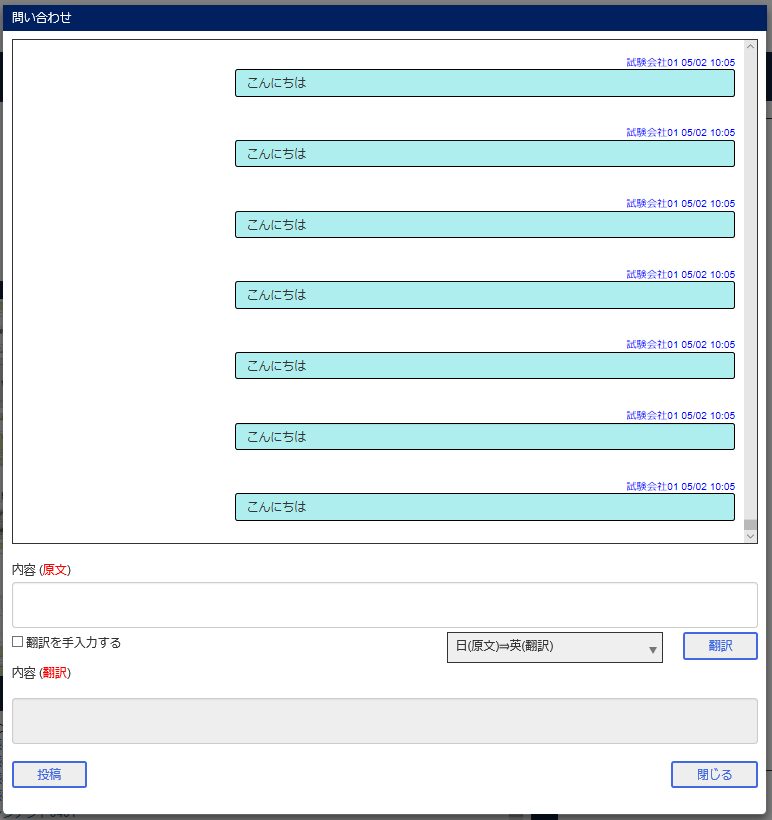 問い合わせ
試験会社01 05/02 10:05
こんにちは
試験会社01 05/02 10:05
こんにちは
試験会社01 05/02 10:05
こんにちは
試験会社01 05/02 10:05
こんにちは
試験会社01 05/02 10:05
こんにちは
試験会社01 05/02 10:05
こんにちは
試験会社01 05/02 10:05
こんにちは
内容 (原文)
翻訳を手入力する
日(原文)⇒英(翻訳)
翻訳
内容 (翻訳)
投稿
閉じる